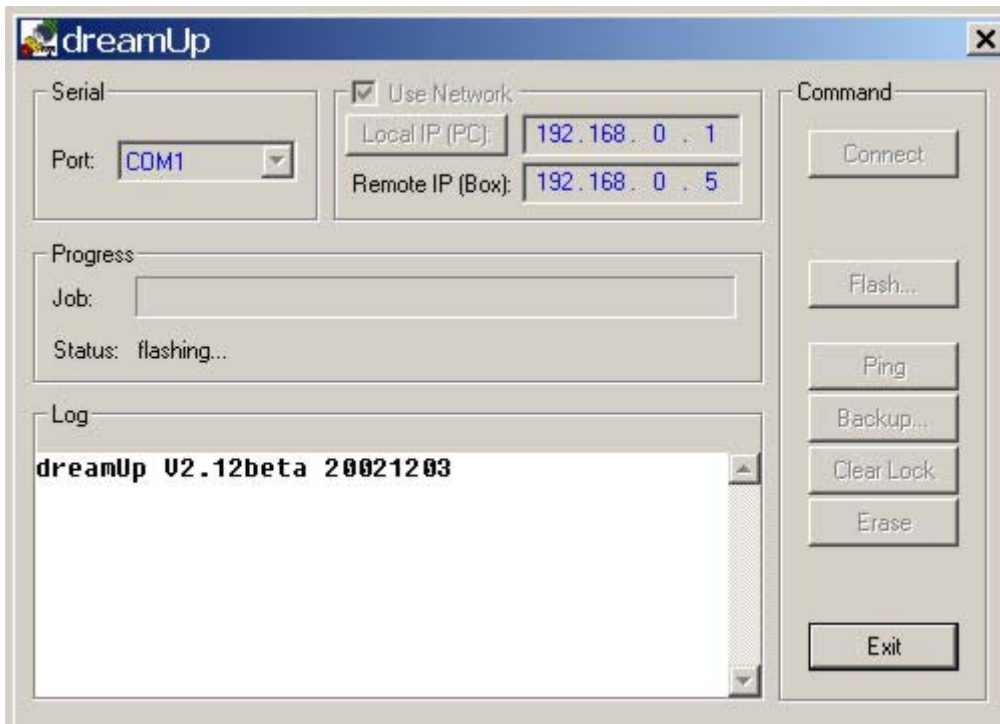 dreamUp
Serial
Port: COM1
Use Network
Local IP (PC): 192.168. 0 . 1
Remote IP (Box): 192.168. 0 . 5
Progress
Job:
Status: flashing...
Log
dreamUp V2.12beta 20021203
Command
Connect
Flash...
Ping
Backup...
Clear Lock
Erase
Exit